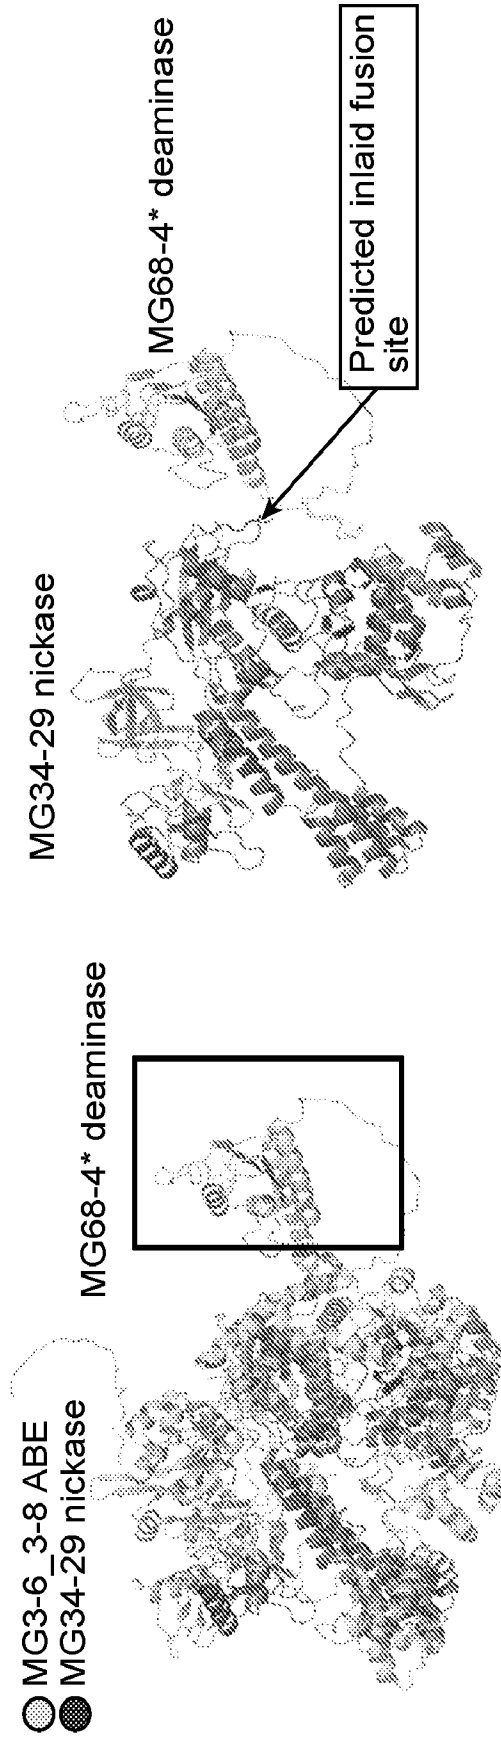 MG3-6_3-8 ABE
MG34-29 nickase
MG68-4* deaminase
MG34-29 nickase
MG68-4* deaminase
Predicted inlaid fusion
site